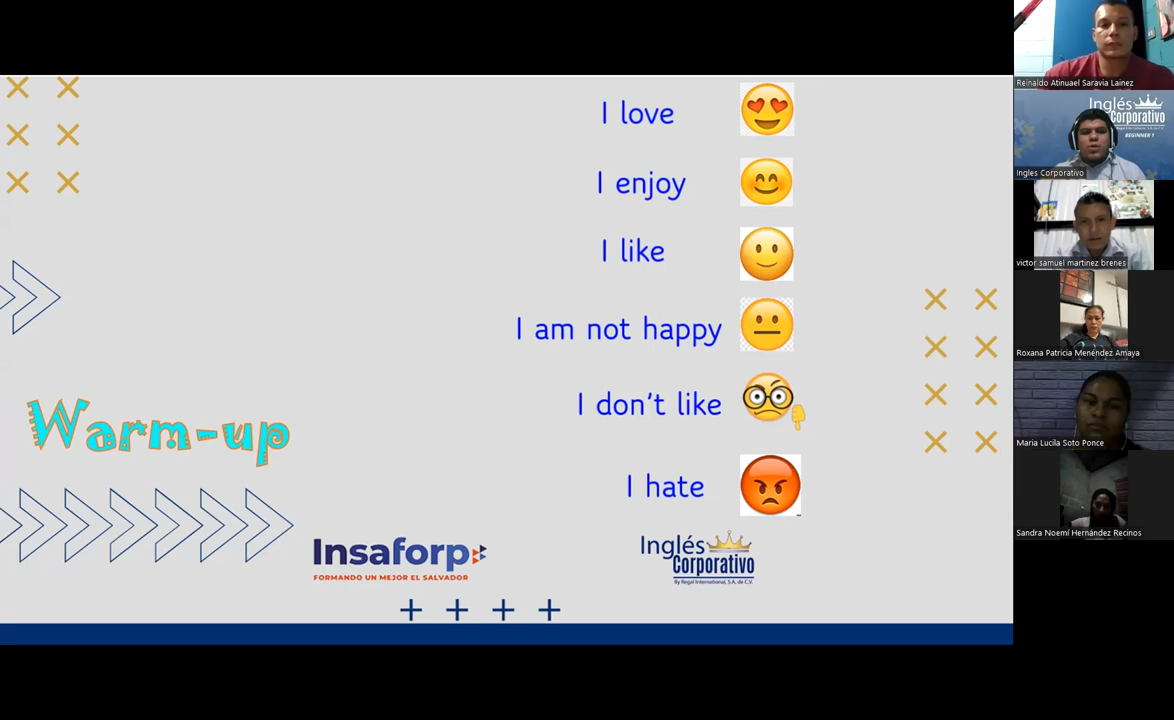 I love
I enjoy
I like
I am not happy
I don't like
I hate
Warm-up
Insaforp
FORMANDO UN MEJOR EL SALVADOR
Inglés
Corporativo
By Regal International, S.A. de C.V.
Reinaldo Atinuael Saravia Lainez
Inglés
Corporativo
BEGINNER 1
Ingles Corporativo
victor samuel martinez brenes
Roxana Patricia Menéndez Amaya
Maria Lucila Soto Ponce
Sandra Noemí Hernández Recinos